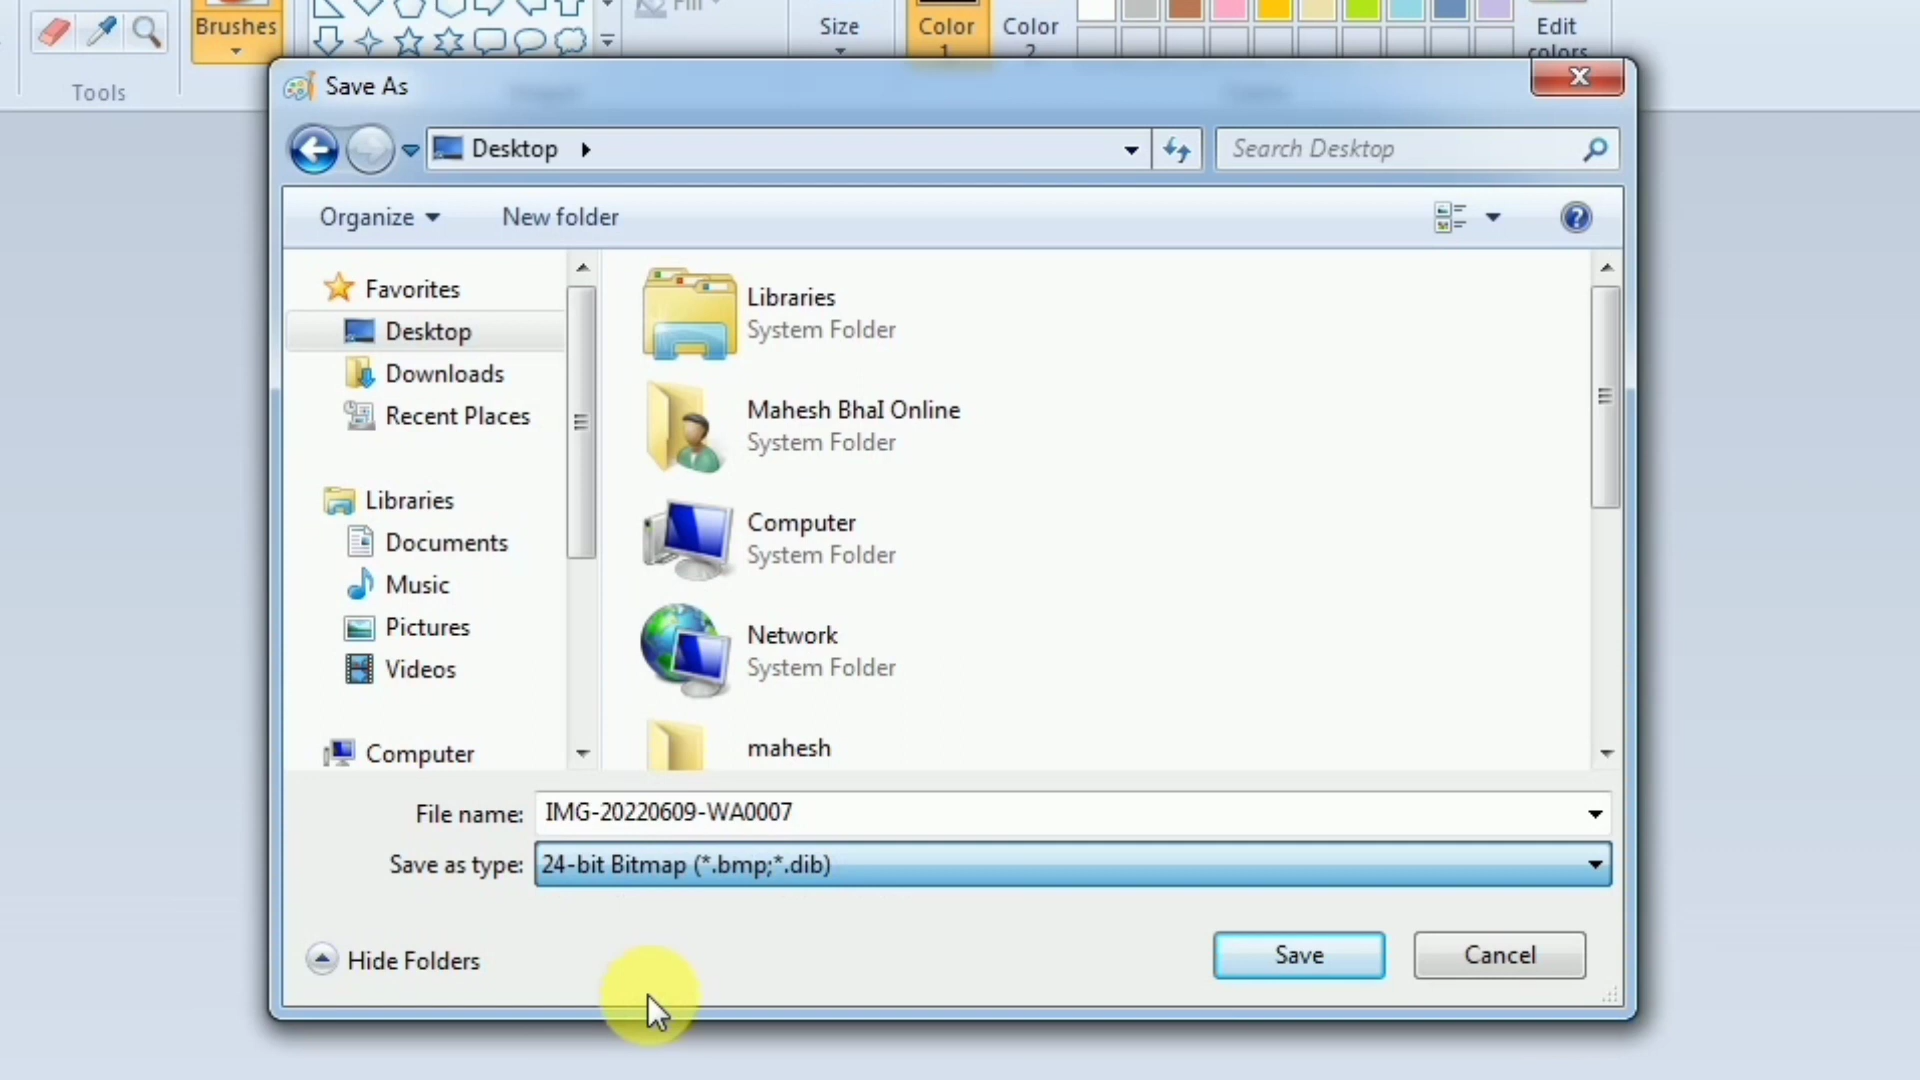 Brushes
Fill
Size
Color
1
Color
2
Edit
colors
Tools
Save As
Desktop
Search Desktop
Organize
New folder
Favorites
Desktop
Downloads
Recent Places
Libraries
Documents
Music
Pictures
Videos
Computer
Libraries
System Folder
Mahesh BhaI Online
System Folder
Computer
System Folder
Network
System Folder
mahesh
File name: IMG-20220609-WA0007
Save as type: 24-bit Bitmap (*.bmp;*.dib)
Hide Folders
Save
Cancel